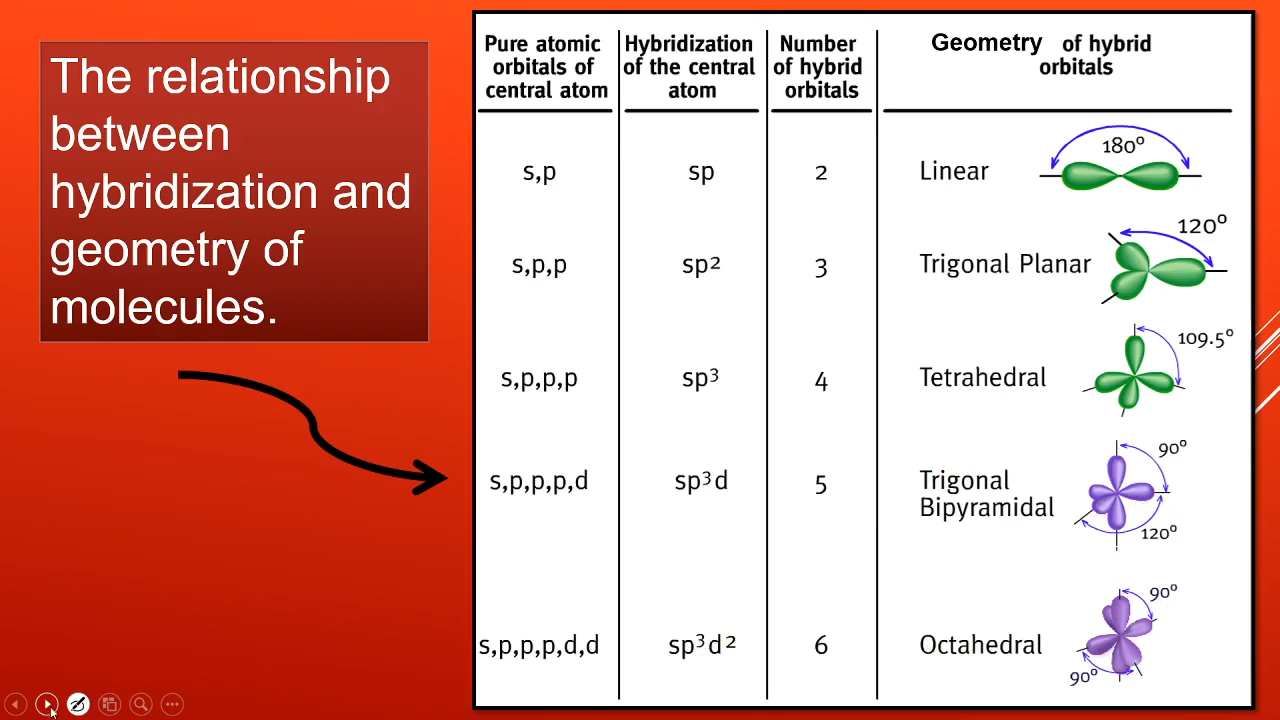 The relationship
between
hybridization and
geometry of
molecules.
Pure atomic
orbitals of
central atom
Hybridization
of the central
atom
Number
of hybrid
orbitals
Geometry of hybrid
orbitals
s,p
sp
2
Linear
180°
s,p,p
sp²
3
Trigonal Planar
120°
s,p,p,p
sp³
4
Tetrahedral
109.5°
s,p,p,p,d
sp³d
5
Trigonal
Bipyramidal
90°
120°
s,p,p,p,d,d
sp³d²
6
Octahedral
90°
90°